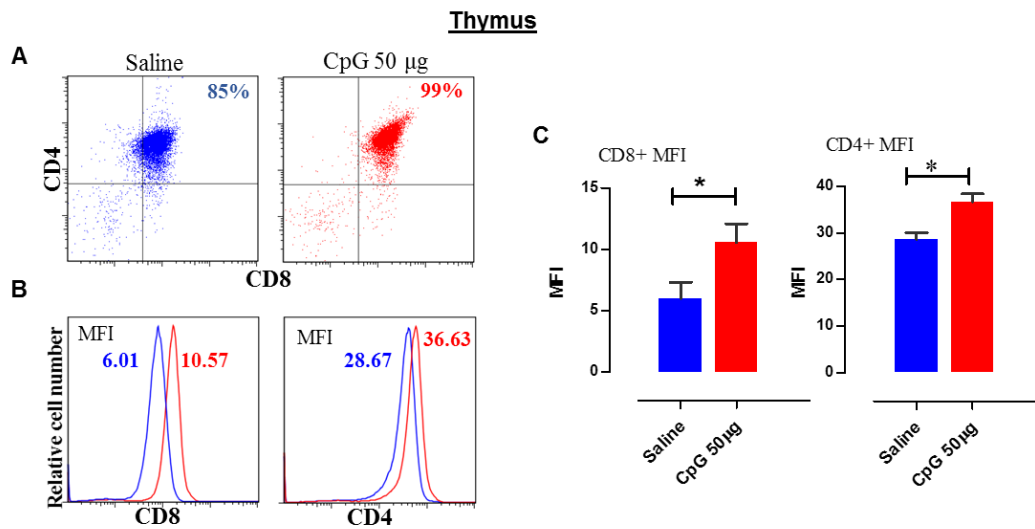 Thymus
A
Saline
CpG 50 µg
85%
99%
CD4
CD8
B
Relative cell number
MFI
6.01
10.57
CD8
MFI
28.67
36.63
CD4
C
CD8+ MFI
*
MFI
15
10
5
0
Saline
CpG 50µg
CD4+ MFI
*
MFI
40
30
20
10
0
Saline
CpG 50µg